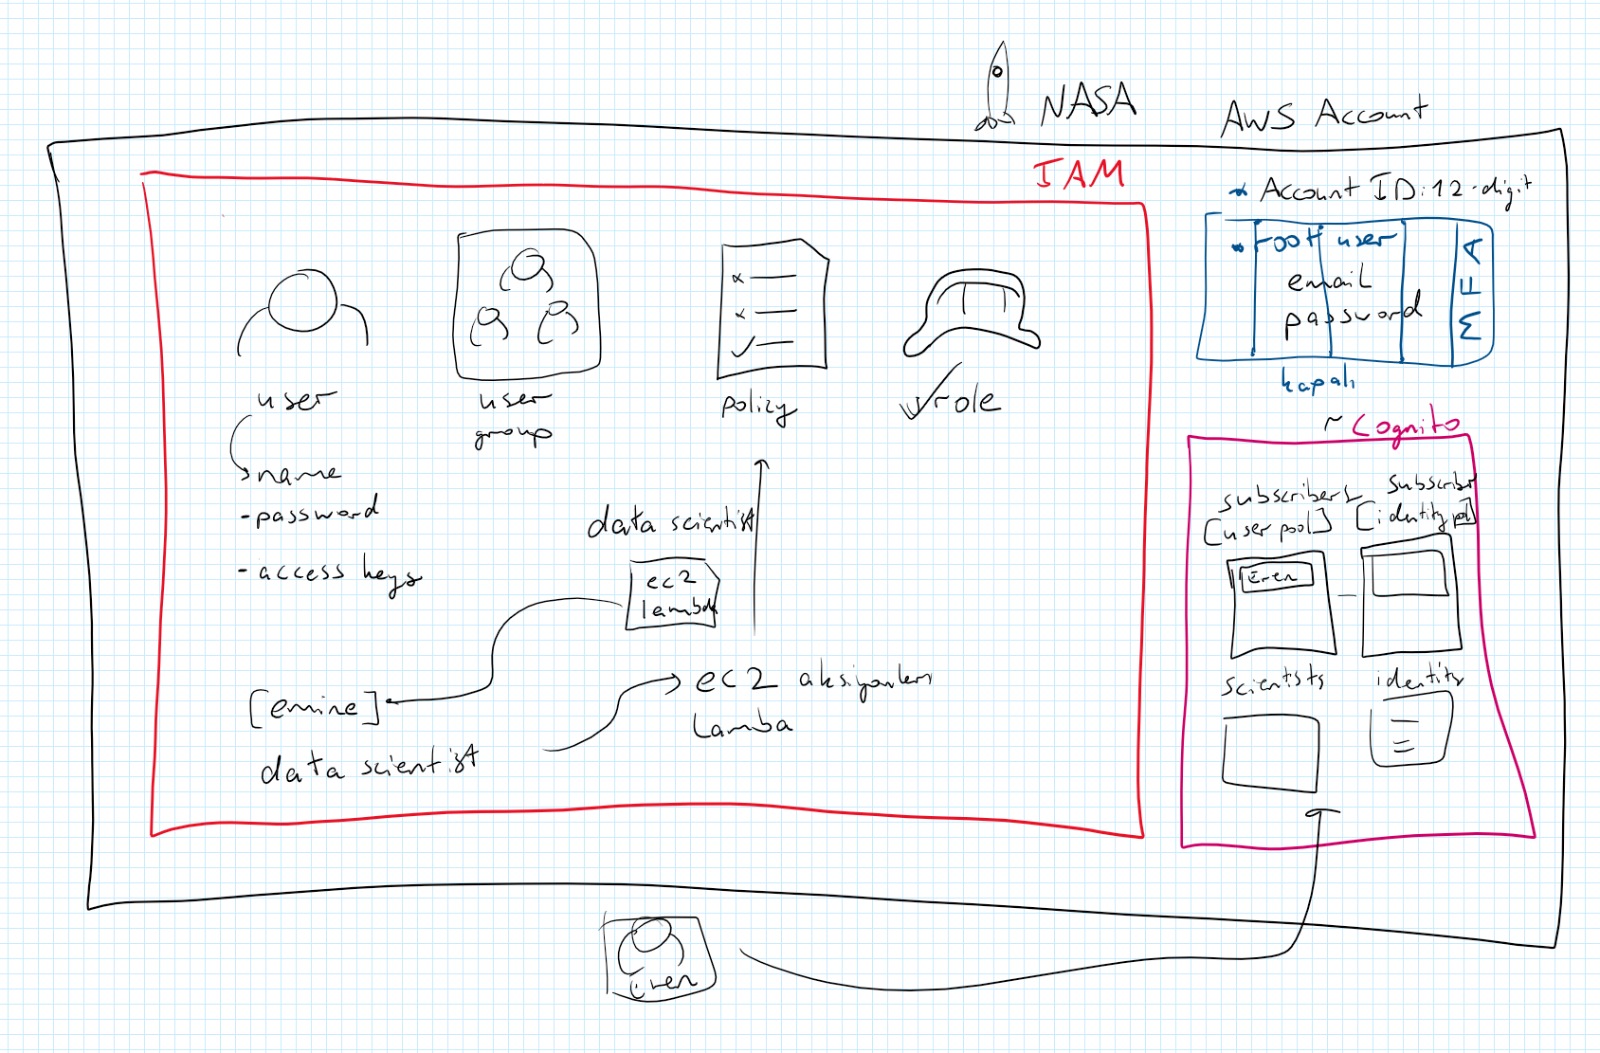 NASA
AWS Account
IAM
* Account ID: 12-digit
* root user
email
password
MFA
kapalı
user
user
group
policy
role
name
- password
- access keys
data scientist
ec2
lambda
[emine]
data scientist
ec2 aksiyonları
Lamba
~ Cognito
subscribers
[user pool]
subscriber
[identity pool]
Eren
scientists
identity
Eren